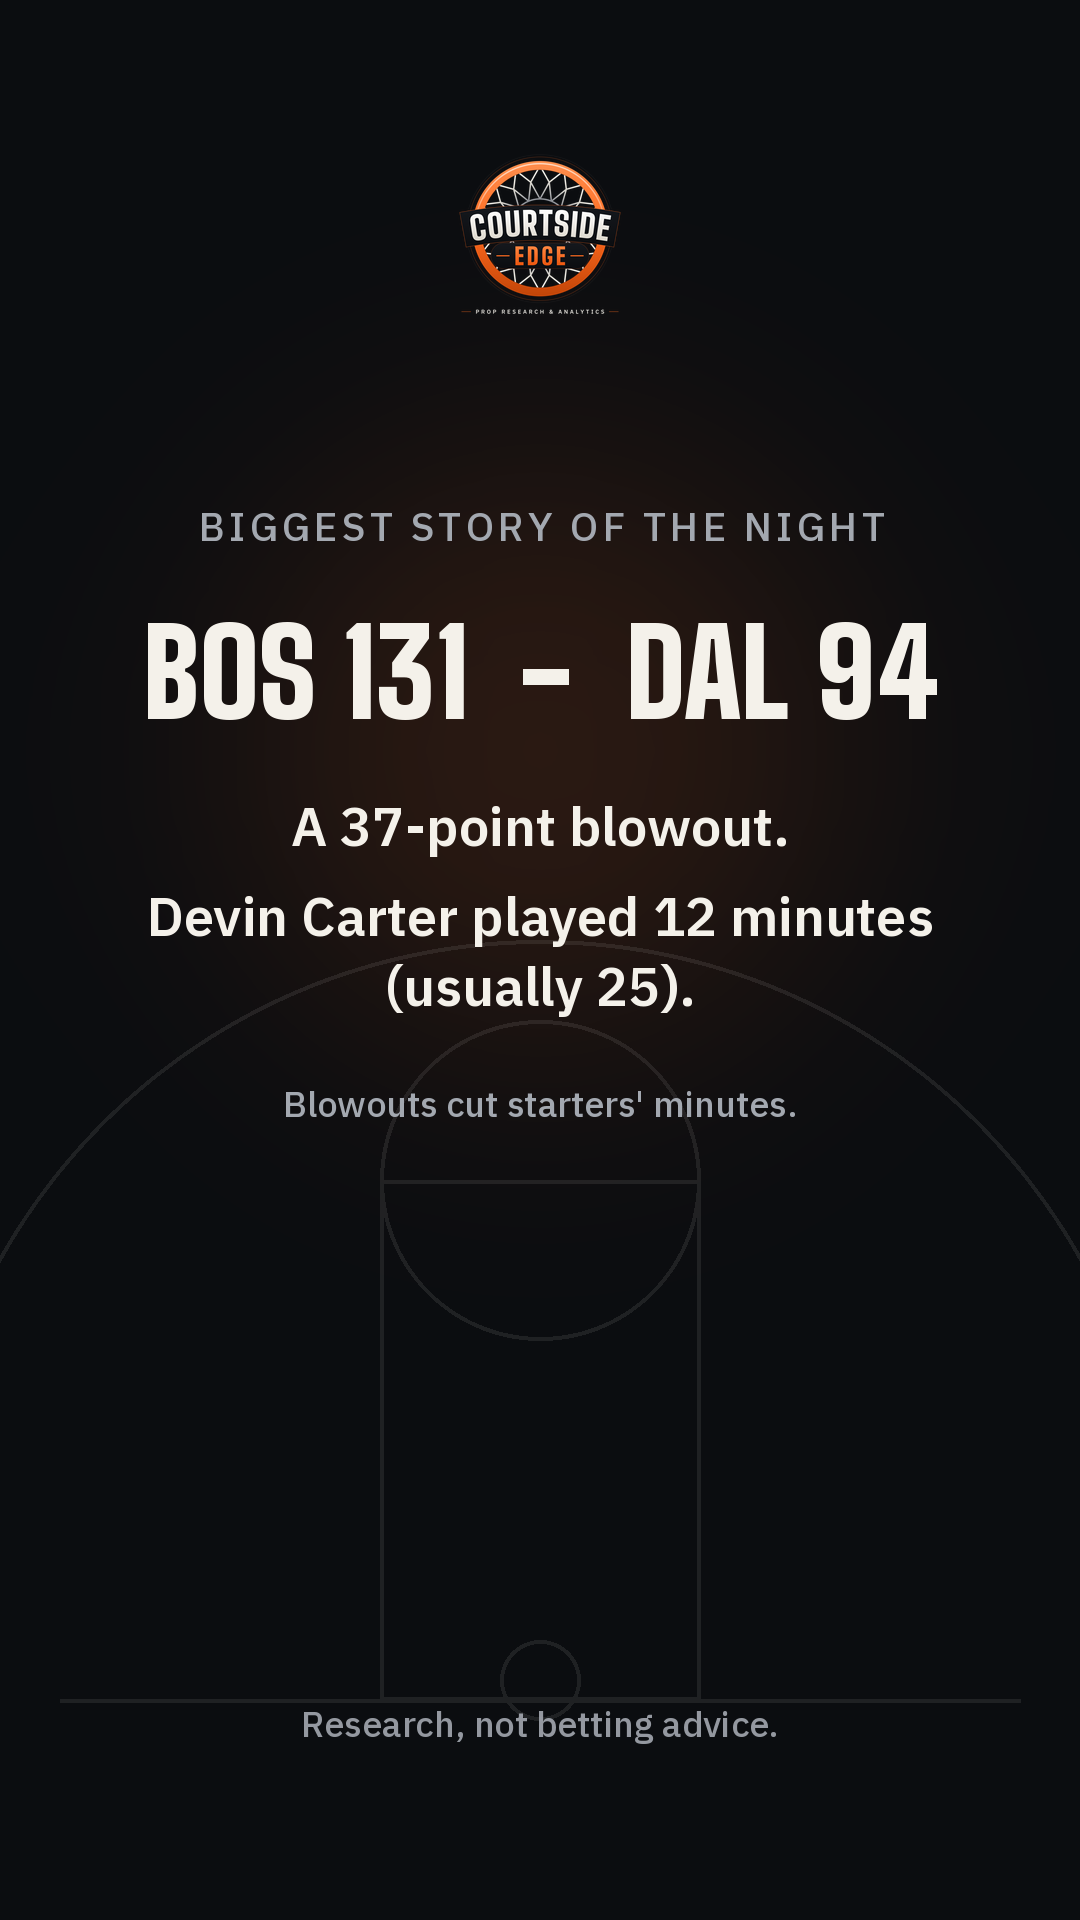 COURTSIDE
EDGE
PROP RESEARCH & ANALYTICS
BIGGEST STORY OF THE NIGHT
BOS 131 - DAL 94
A 37-point blowout.
Devin Carter played 12 minutes
(usually 25).
Blowouts cut starters' minutes.
Research, not betting advice.